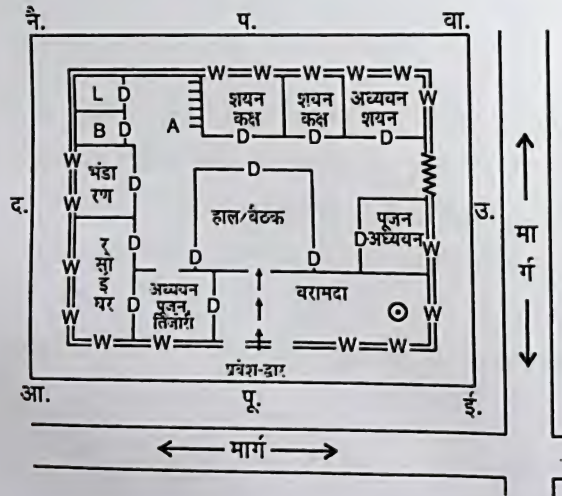 नै. प. वा.
W W W W W
L D
शयन
कक्ष
शयन
कक्ष
अध्ययन
शयन
W
B D
A
D D D
W
भंडा
रण
D
D
W
द.
हाल/बैठक
पूजन
अध्ययन
D
W
उ.
मा
र्ग
र
सा
ई
घर
D
D D
W
अध्ययन
पूजन,
तिजोरी
D D
वरामदा
W
W
W W W W
प्रवेश-द्वार
आ. पू. ई.
मार्ग